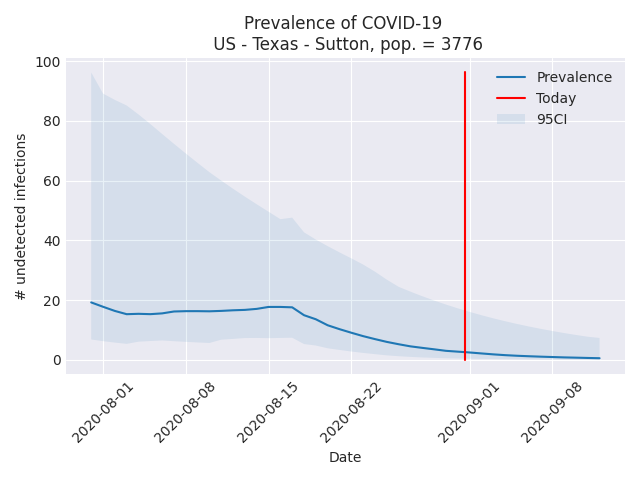 Prevalence of COVID-19
US - Texas - Sutton, pop. = 3776
# undetected infections
100
80
60
40
20
0
Prevalence
Today
95CI
2020-08-01
2020-08-08
2020-08-15
2020-08-22
2020-09-01
2020-09-08
Date